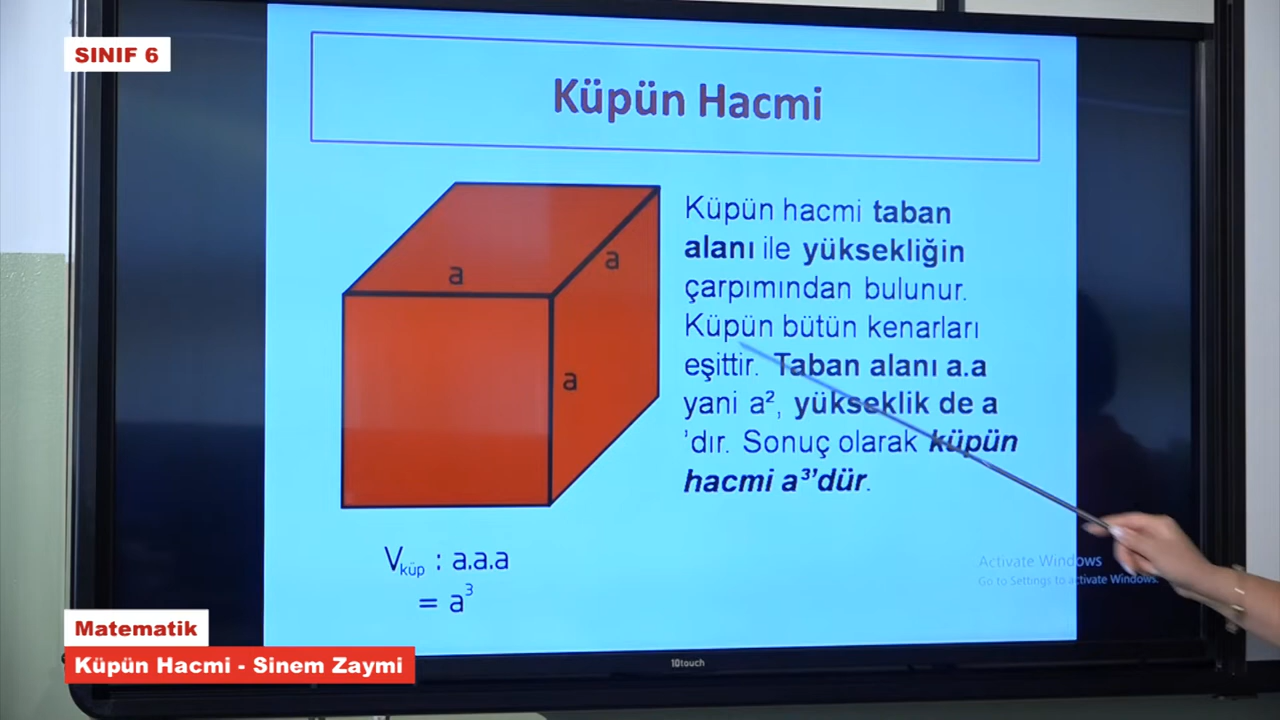 SINIF 6
Küpün Hacmi
a
a
a
Küpün hacmi taban
alanı ile yüksekliğin
çarpımından bulunur.
Küpün bütün kenarları
eşittir. Taban alanı a.a
yani a², yükseklik de a
’dır. Sonuç olarak küpün
hacmi a³’dür.
Vküp : a.a.a
= a³
Activate Windows
Go to Settings to activate Windows.
Matematik
Küpün Hacmi - Sinem Zaymi
10touch